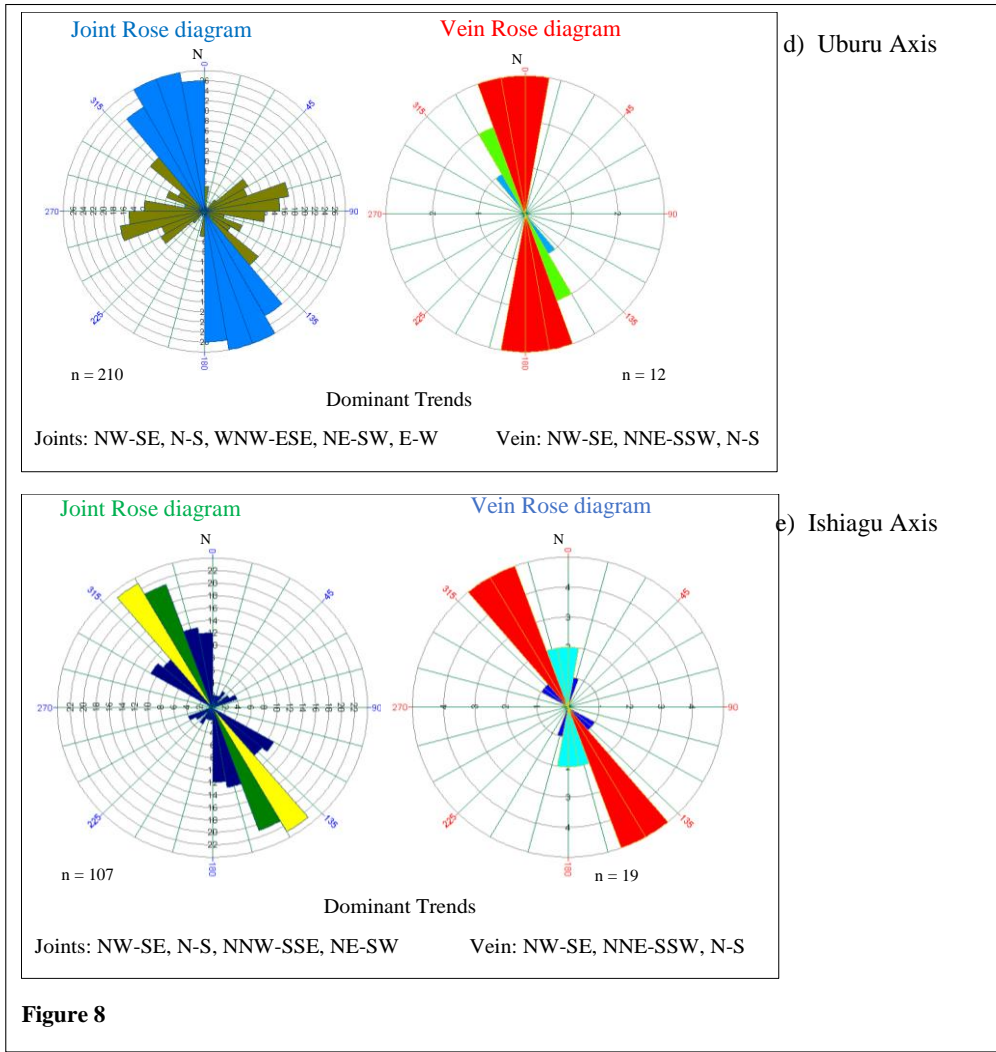 Joint Rose diagram
Vein Rose diagram
d) Uburu Axis
N
N
0
0
315
45
315
45
270
90
270
90
225
135
225
135
180
180
n = 210
n = 12
Dominant Trends
Joints: NW-SE, N-S, WNW-ESE, NE-SW, E-W
Vein: NW-SE, NNE-SSW, N-S
Joint Rose diagram
Vein Rose diagram
e) Ishiagu Axis
N
N
0
0
315
45
315
45
270
90
270
90
225
135
225
135
180
180
n = 107
n = 19
Dominant Trends
Joints: NW-SE, N-S, NNW-SSE, NE-SW
Vein: NW-SE, NNE-SSW, N-S
Figure 8